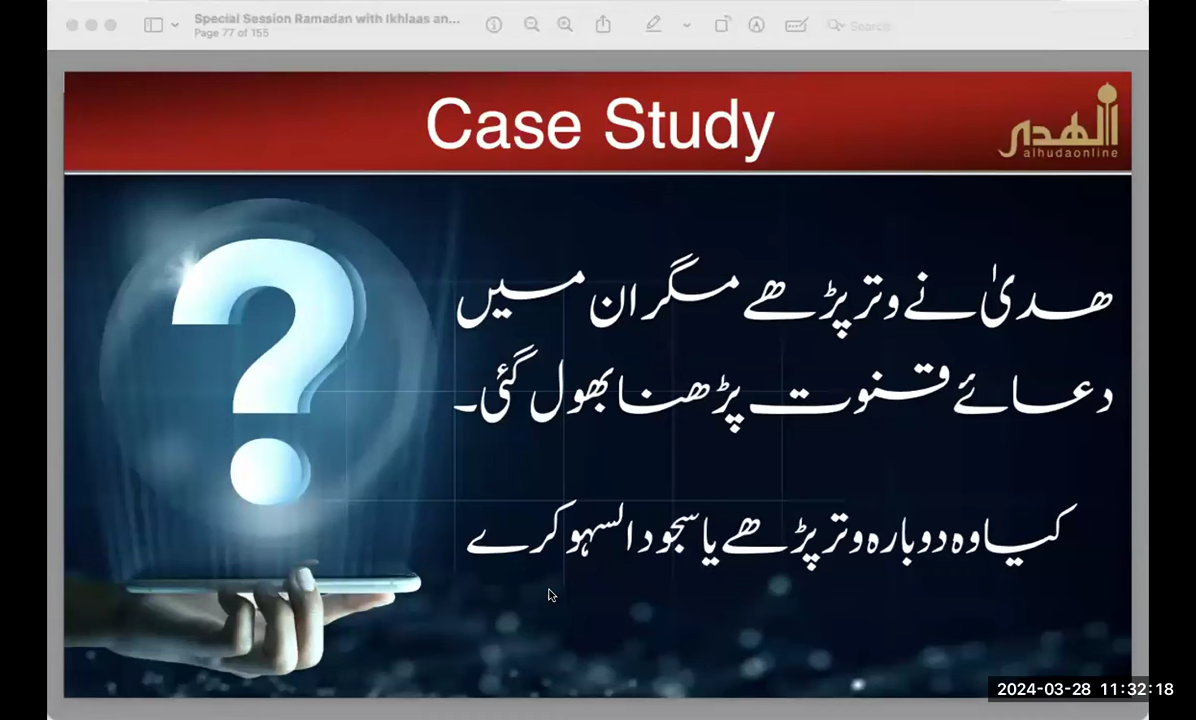 Special Session Ramadan with Ikhlaas an...
Page 77 of 155
Search
Case Study
الهدى
alhudaonline
ھدیٰ نے وتر پڑھے مگر ان میں
دعائے قنوت پڑھنا بھول گئی۔
کیا وہ دوبارہ وتر پڑھے یا سجود السہو کرے
2024-03-28 11:32:18